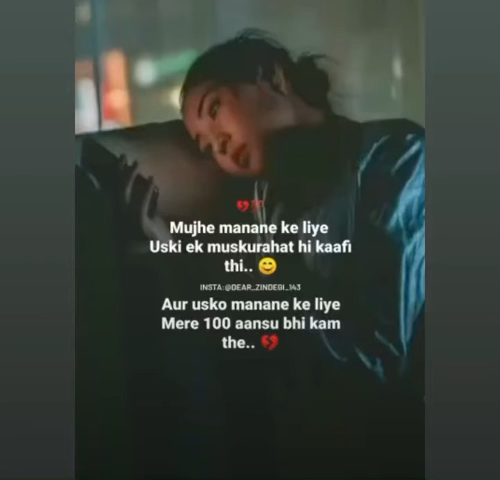 Mujhe manane ke liye
Uski ek muskurahat hi kaafi
thi.. 😊
INSTA:@DEAR_ZINDEGI_143
Aur usko manane ke liye
Mere 100 aansu bhi kam
the.. 💔